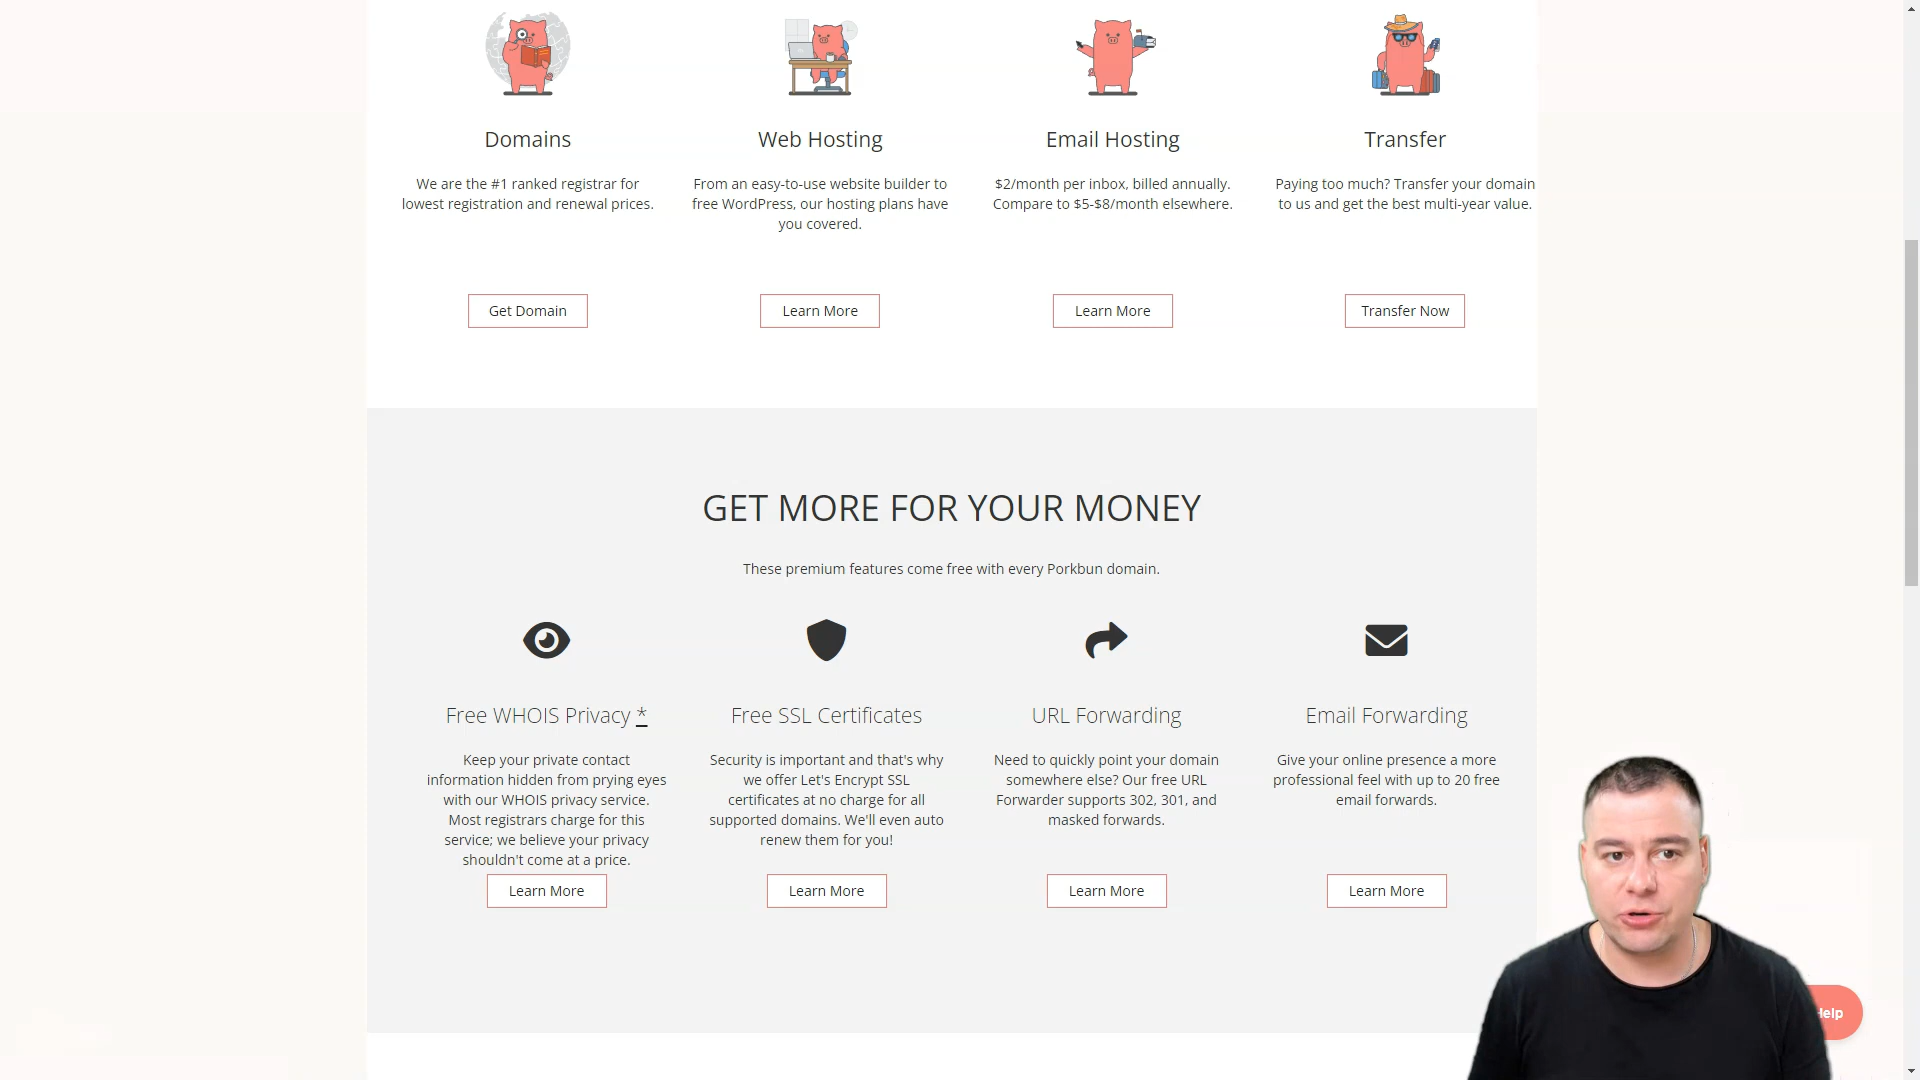 Domains
Web Hosting
Email Hosting
Transfer
We are the #1 ranked registrar for
lowest registration and renewal prices.
From an easy-to-use website builder to
free WordPress, our hosting plans have
you covered.
$2/month per inbox, billed annually.
Compare to $5-$8/month elsewhere.
Paying too much? Transfer your domain
to us and get the best multi-year value.
Get Domain
Learn More
Learn More
Transfer Now
GET MORE FOR YOUR MONEY
These premium features come free with every Porkbun domain.
Free WHOIS Privacy *
Free SSL Certificates
URL Forwarding
Email Forwarding
Keep your private contact
information hidden from prying eyes
with our WHOIS privacy service.
Most registrars charge for this
service; we believe your privacy
shouldn't come at a price.
Security is important and that's why
we offer Let's Encrypt SSL
certificates at no charge for all
supported domains. We'll even auto
renew them for you!
Need to quickly point your domain
somewhere else? Our free URL
Forwarder supports 302, 301, and
masked forwards.
Give your online presence a more
professional feel with up to 20 free
email forwards.
Learn More
Learn More
Learn More
Learn More
Help